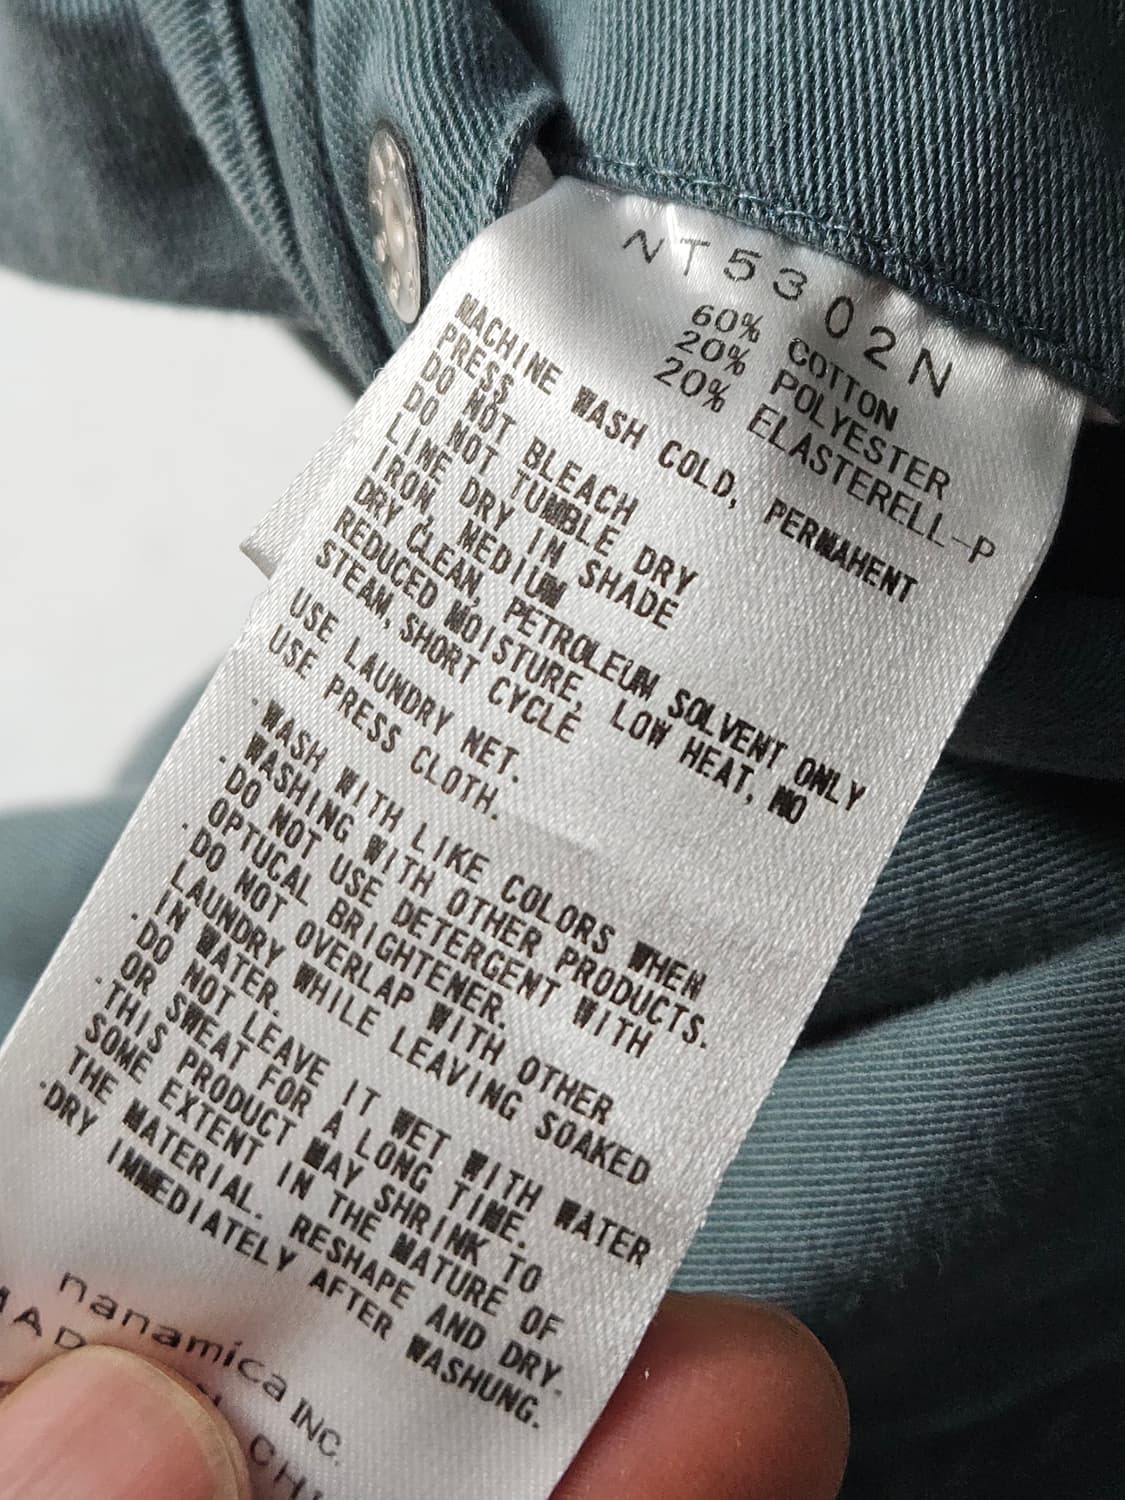 NT5302N
60% COTTON
20% POLYESTER
20% ELASTERELL-P
MACHINE WASH COLD, PERMAHENT
PRESS
DO NOT BLEACH
DO NOT TUMBLE DRY
LINE DRY IN SHADE
IRON, MEDIUM
DRY CLEAN, PETROLEUM SOLVENT ONLY
REDUCED MOISTURE, LOW HEAT, NO
STEAM, SHORT CYCLE
USE LAUNDRY NET.
USE PRESS CLOTH.
·WASH WITH LIKE COLORS WHEN
WASHING WITH OTHER PRODUCTS.
·DO NOT USE DETERGENT WITH
OPTUCAL BRIGHTENER.
·DO NOT OVERLAP WITH OTHER
LAUNDRY WHILE LEAVING SOAKED
IN WATER.
·DO NOT LEAVE IT WET WITH WATER
OR SWEAT FOR A LONG TIME.
·THIS PRODUCT MAY SHRINK TO
SOME EXTENT IN THE NATURE OF
THE MATERIAL. RESHAPE AND DRY.
·DRY IMMEDIATELY AFTER WASHUNG.
nanamica INC.